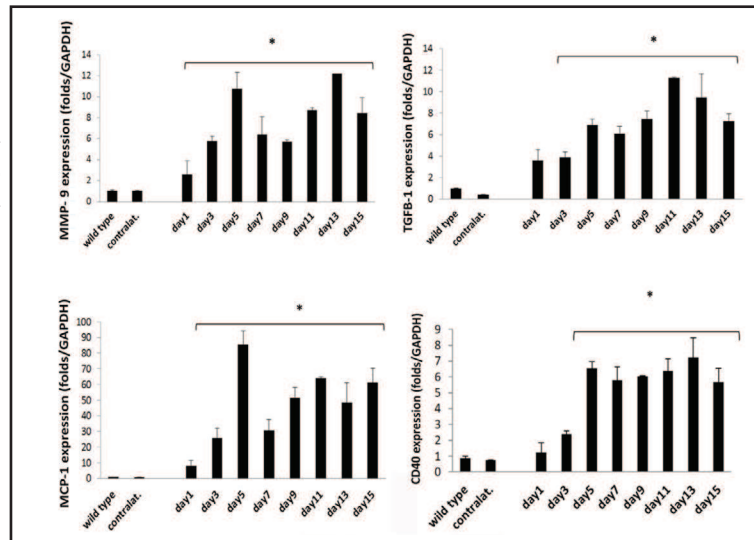 *
MMP- 9 expression (folds/GAPDH)
14
12
10
8
6
4
2
0
wild type
contralat.
day1
day3
day5
day7
day9
day11
day13
day15
*
TGFB-1 expression (folds/GAPDH)
14
12
10
8
6
4
2
0
wild type
contralat.
day1
day3
day5
day7
day9
day11
day13
day15
*
MCP-1 expression (folds/GAPDH)
100
90
80
70
60
50
40
30
20
10
0
wild type
contralat.
day1
day3
day5
day7
day9
day11
day13
day15
*
CD40 expression (folds/GAPDH)
9
8
7
6
5
4
3
2
1
0
wild type
contralat.
day1
day3
day5
day7
day9
day11
day13
day15